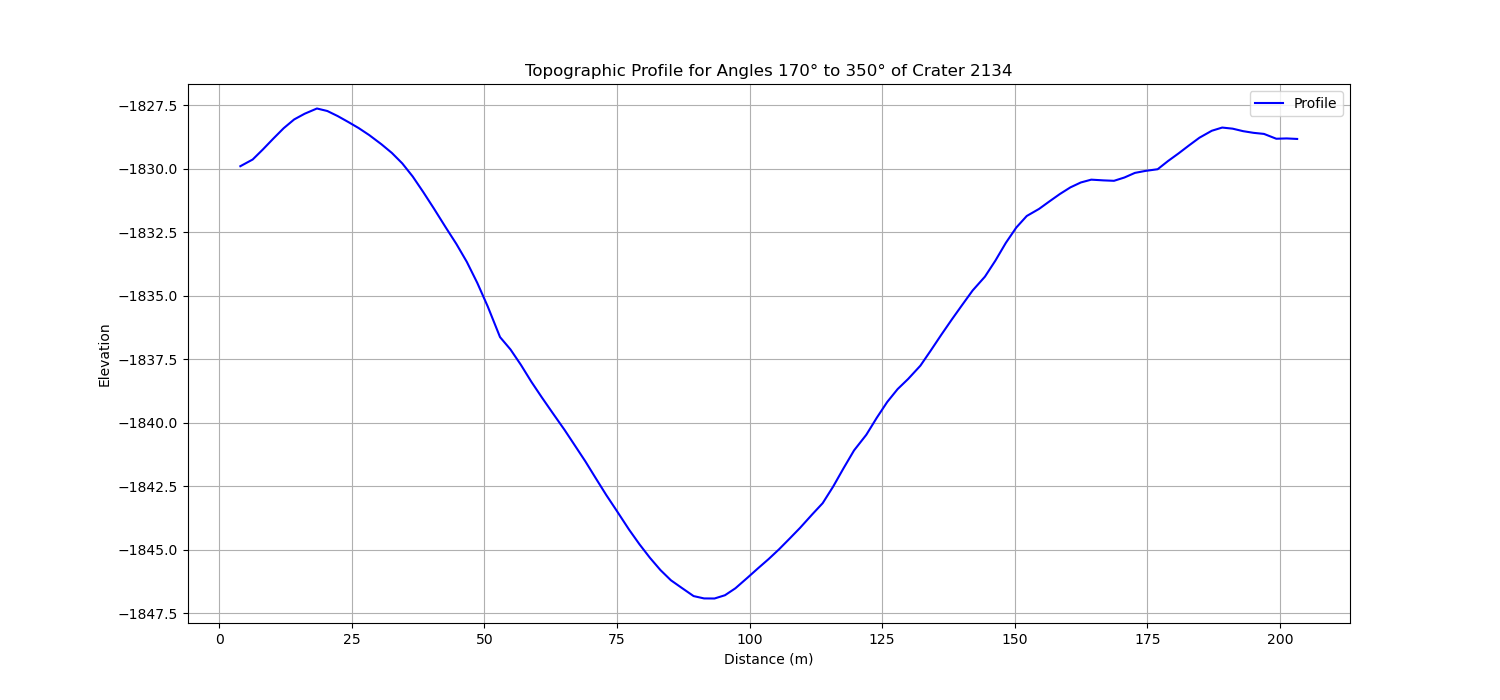 Topographic Profile for Angles 170° to 350° of Crater 2134
Profile
−1827.5
−1830.0
−1832.5
−1835.0
−1837.5
−1840.0
−1842.5
−1845.0
−1847.5
Elevation
0 25 50 75 100 125 150 175 200
Distance (m)